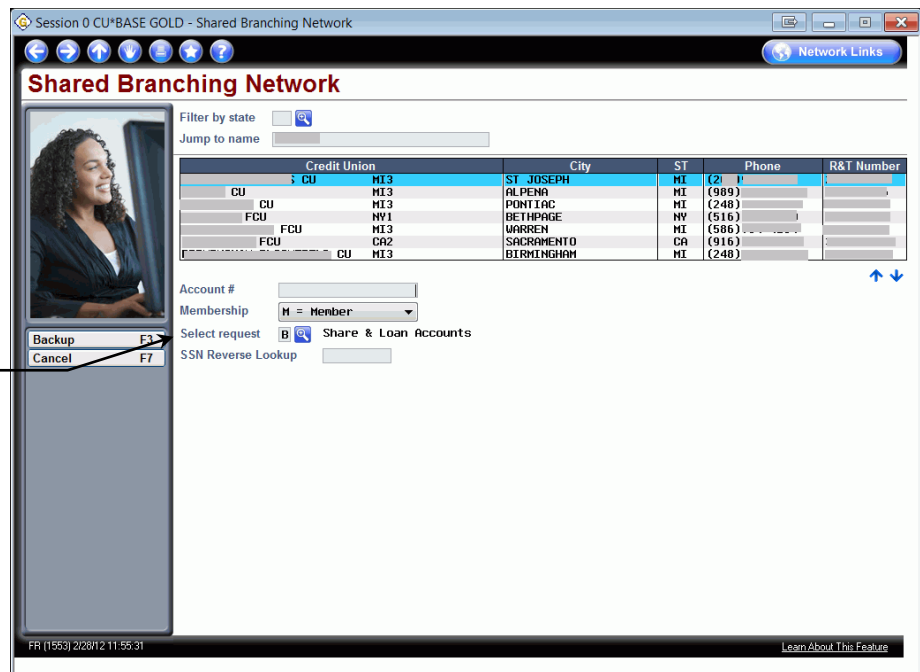 Session 0 CU*BASE GOLD - Shared Branching Network
Network Links
Shared Branching Network
Filter by state
Jump to name
Credit Union City ST Phone R&T Number
CU MI3 ST JOSEPH MI
CU MI3 ALPENA MI (989)
CU MI3 PONTIAC MI (248)
FCU NY1 BETHPAGE NY (516)
FCU MI3 WARREN MI (586)
FCU CA2 SACRAMENTO CA (916)
CU MI3 BIRMINGHAM MI (248)
Account #
Membership M = Member
Backup F3
Select request B Share & Loan Accounts
Cancel F7
SSN Reverse Lookup
FR (1553) 2/28/12 11:55:31
Learn About This Feature